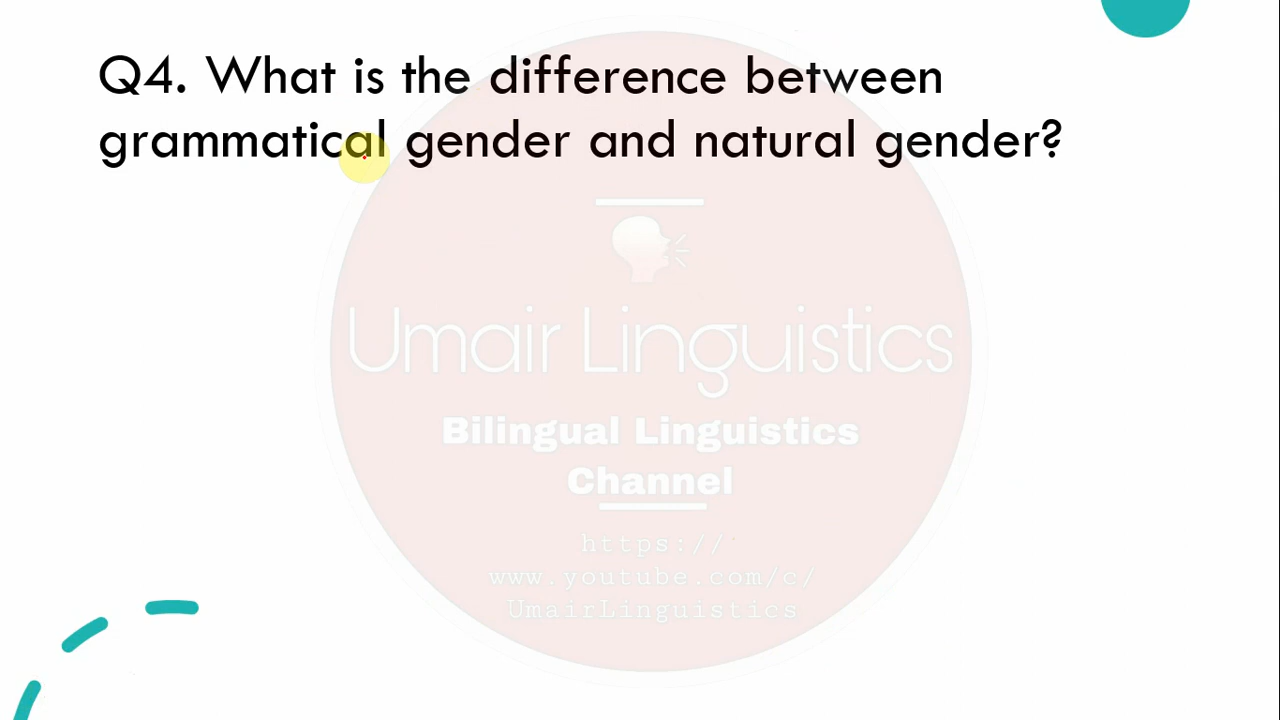 Q4. What is the difference between
grammatical gender and natural gender?
Umair Linguistics
Bilingual Linguistics
Channel
https://
www.youtube.com/c/
UmairLinguistics